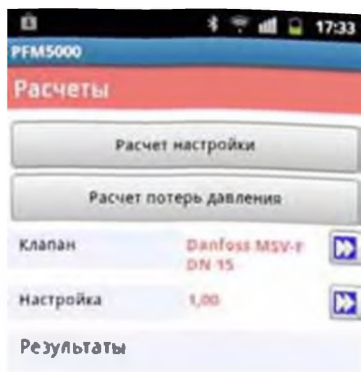 17:33
PFM5000
Расчеты
Расчет настройки
Расчет потерь давления
Клапан
Danfoss MSV-F
DN 15
Настройка
1,00
Результаты